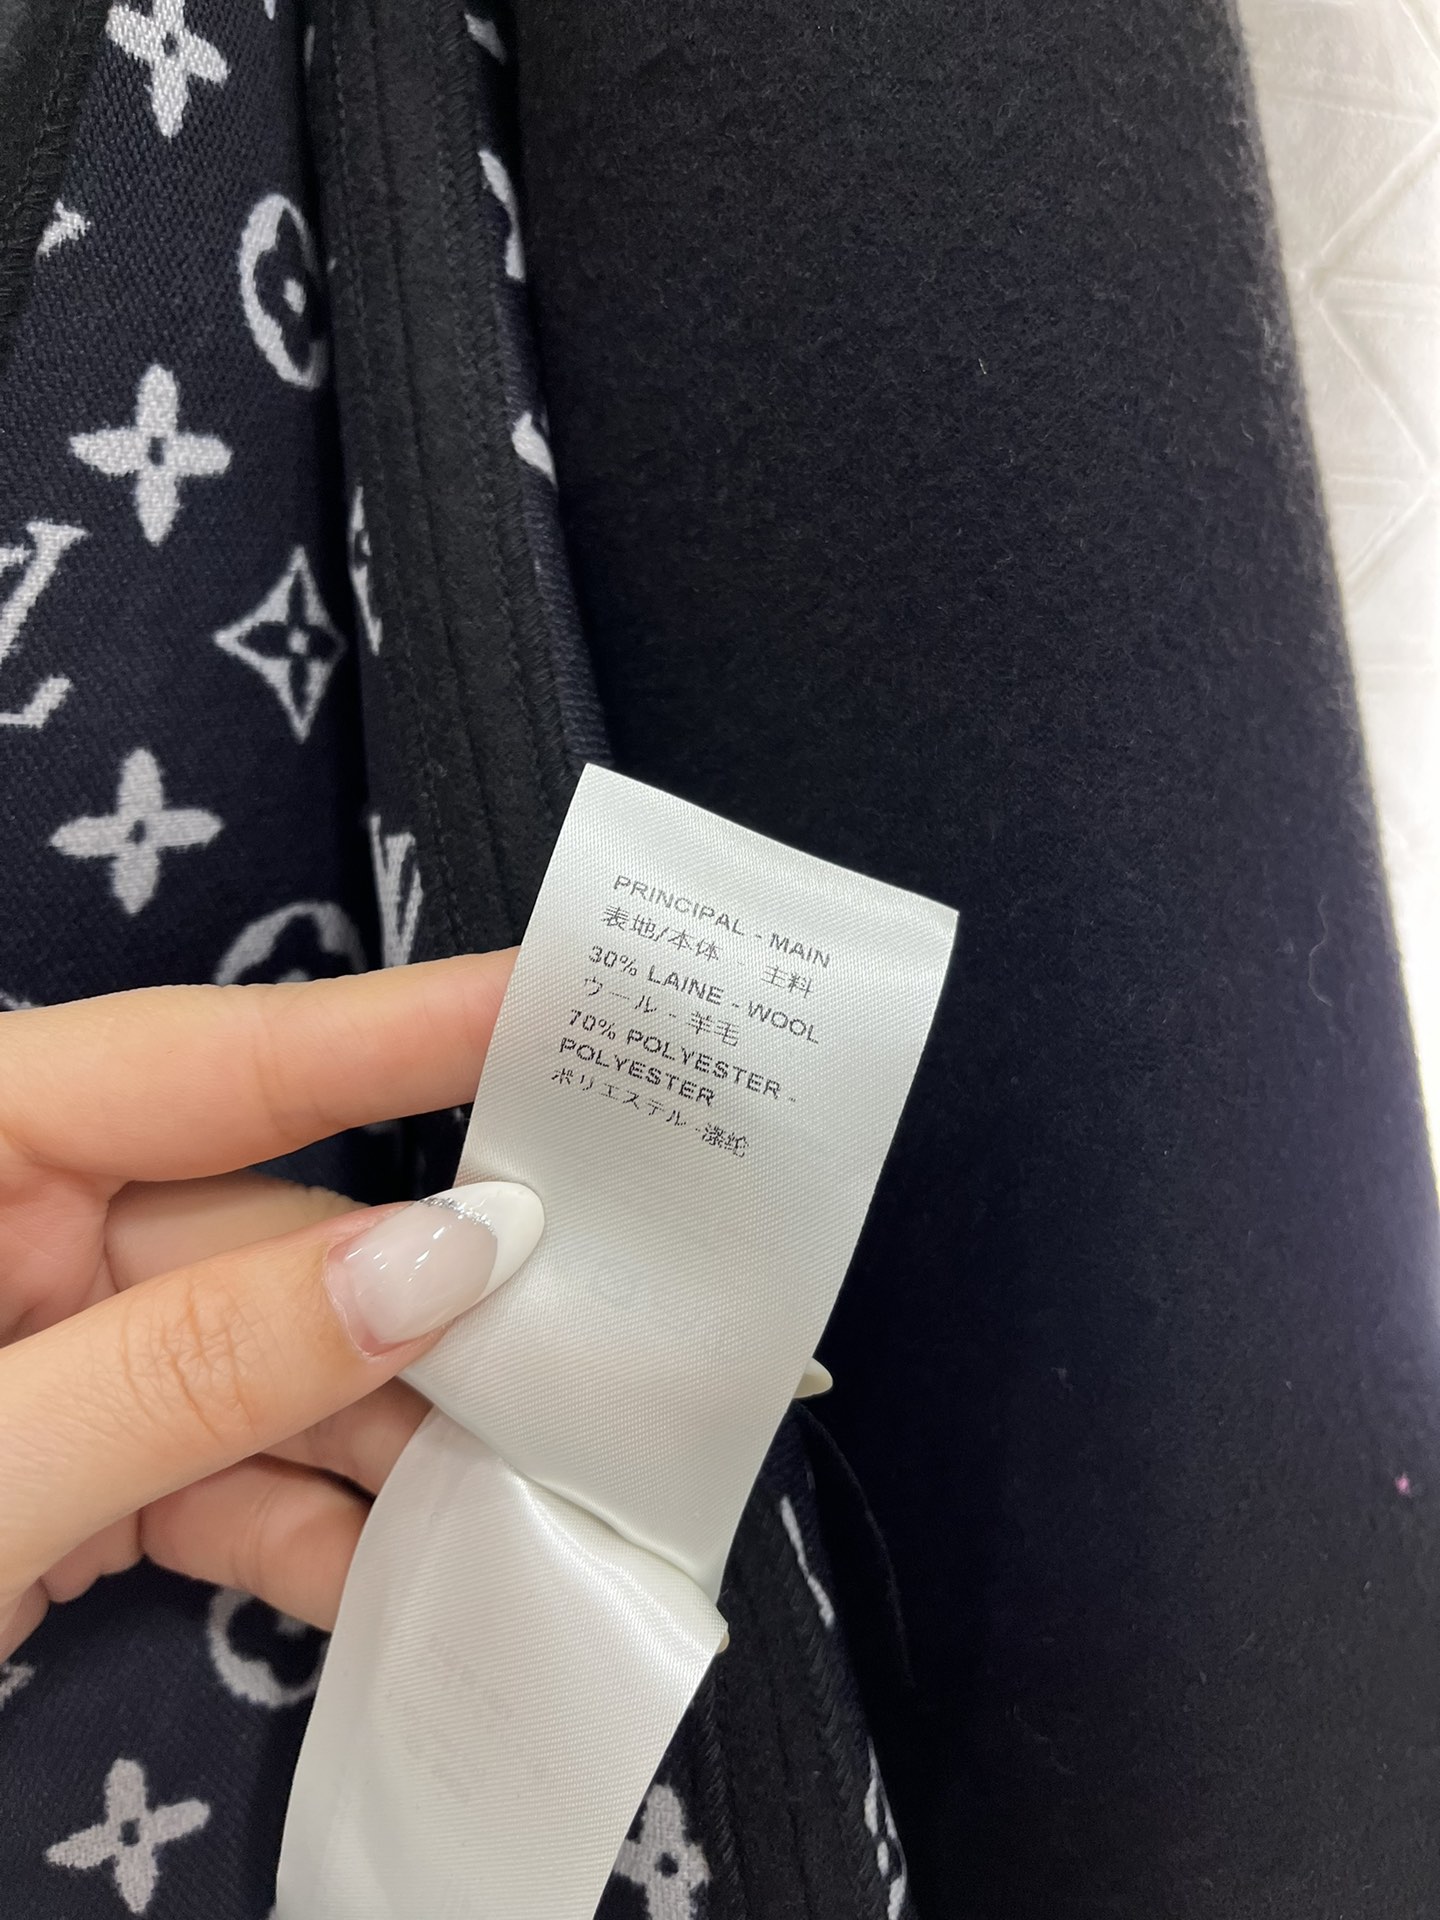 PRINCIPAL - MAIN
表地/本体 - 主料
30% LAINE - WOOL
ウール - 羊毛
70% POLYESTER -
POLYESTER
ポリエステル - 涤纶